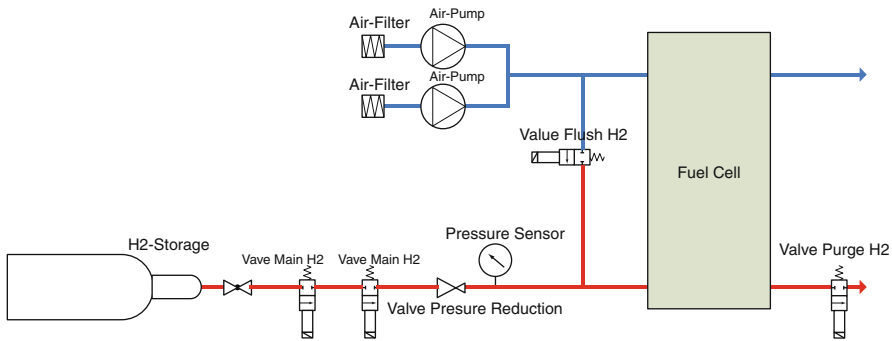 Air-Filter
Air-Pump
Air-Filter
Air-Pump
Value Flush H2
Fuel Cell
H2-Storage
Vave Main H2
Vave Main H2
Pressure Sensor
Valve Presure Reduction
Valve Purge H2